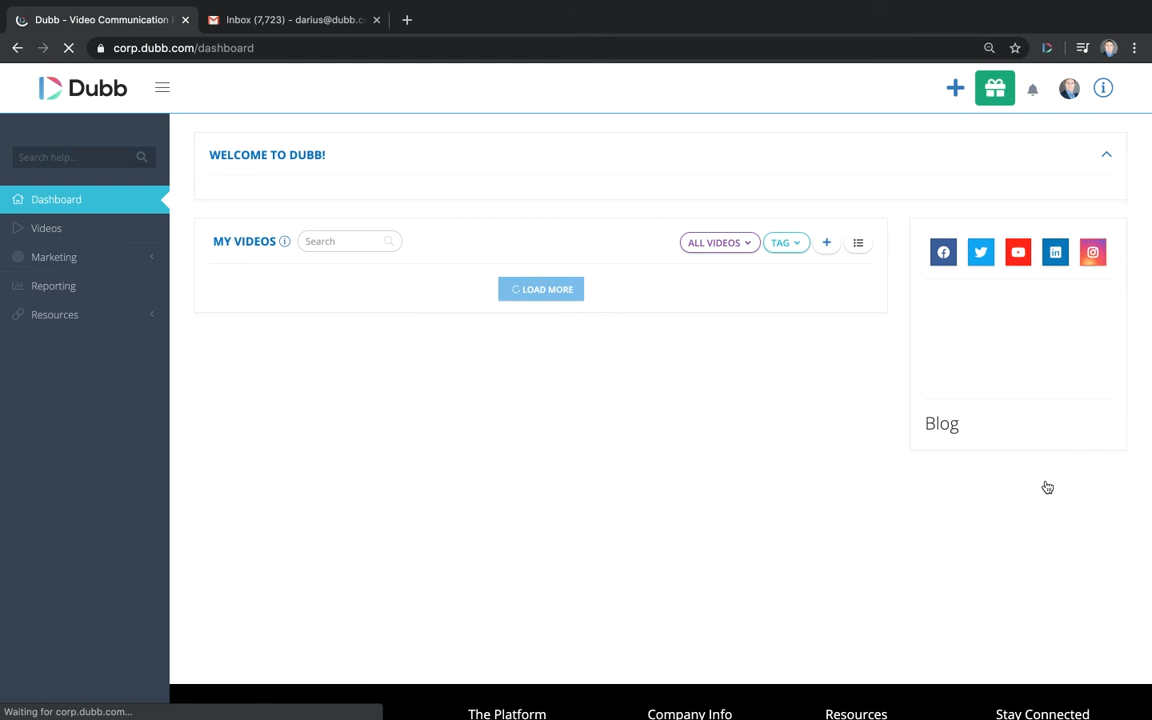 Dubb - Video Communication P
Inbox (7,723) - darius@dubb.c
corp.dubb.com/dashboard
Dubb
Search help...
Dashboard
Videos
Marketing
Reporting
Resources
WELCOME TO DUBB!
MY VIDEOS
Search
ALL VIDEOS
TAG
LOAD MORE
Blog
Waiting for corp.dubb.com...
The Platform
Company Info
Resources
Stay Connected